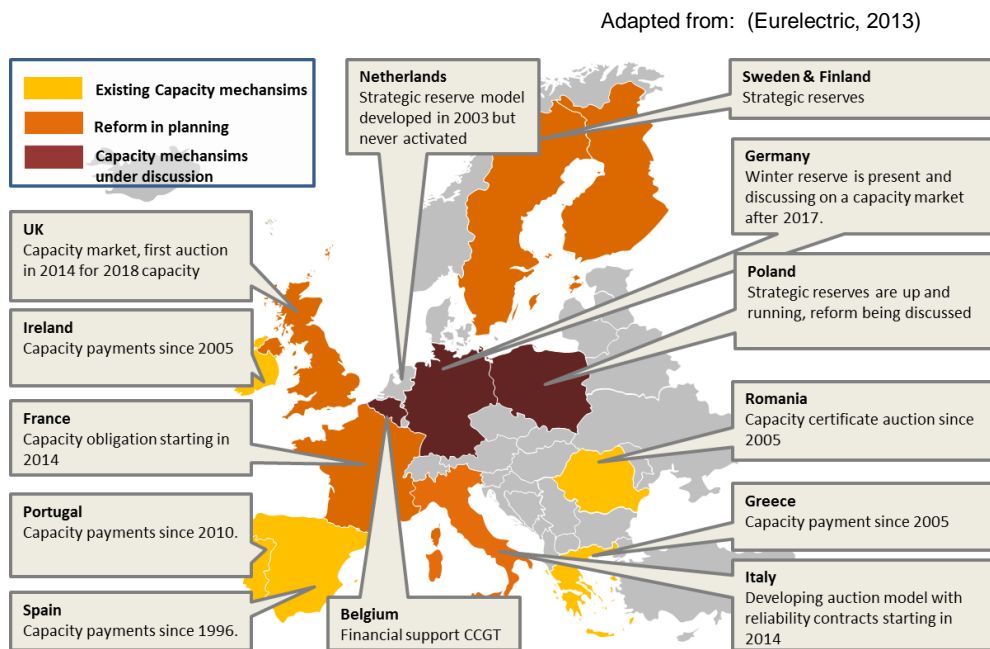 Adapted from: (Eurelectric, 2013)
Existing Capacity mechansims
Reform in planning
Capacity mechansims
under discussion
Netherlands
Strategic reserve model
developed in 2003 but
never activated
Sweden & Finland
Strategic reserves
Germany
Winter reserve is present and
discussing on a capacity market
after 2017.
UK
Capacity market, first auction
in 2014 for 2018 capacity
Poland
Strategic reserves are up and
running, reform being discussed
Ireland
Capacity payments since 2005
France
Capacity obligation starting in
2014
Romania
Capacity certificate auction since
2005
Portugal
Capacity payments since 2010.
Greece
Capacity payment since 2005
Spain
Capacity payments since 1996.
Belgium
Financial support CCGT
Italy
Developing auction model with
reliability contracts starting in
2014